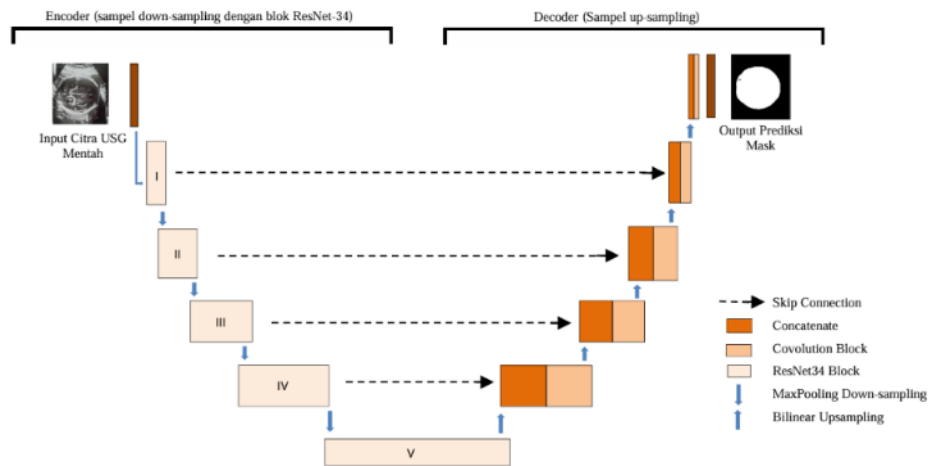 Encoder (sampel down-sampling dengan blok ResNet-34)
Decoder (Sampel up-sampling)
Input Citra USG
Mentah
Output Prediksi
Mask
I
II
III
IV
V
Skip Connection
Concatenate
Covolution Block
ResNet34 Block
MaxPooling Down-sampling
Bilinear Upsampling